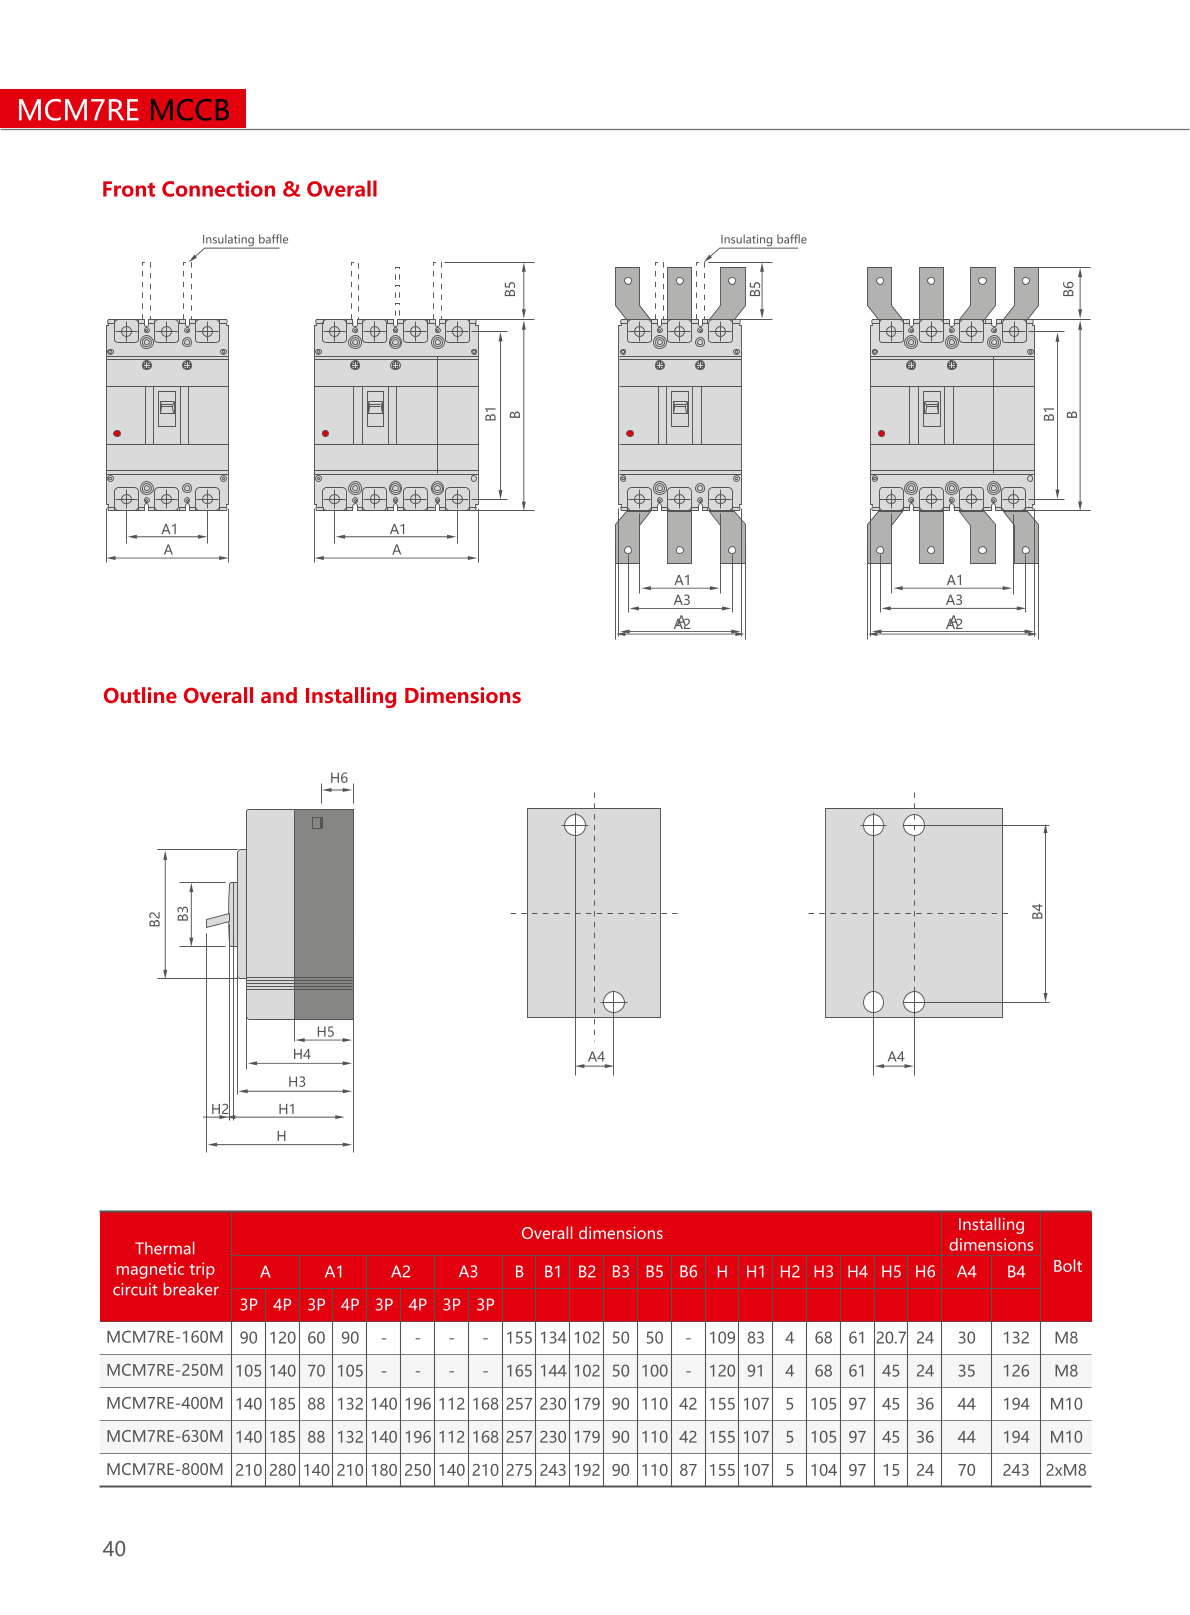 MCM7RE MCCB
Front Connection & Overall
Insulating baffle
Insulating baffle
B5
B5
B6
B1
B
B1
B
A1
A
A1
A
A1
A3
A
A2
A1
A3
A
A2
Outline Overall and Installing Dimensions
H6
B2
B3
B4
H5
H4
H3
H2
H1
H
A4
A4
Thermal magnetic trip circuit breaker
Overall dimensions
Installing dimensions
Bolt
A A1 A2 A3 B B1 B2 B3 B5 B6 H H1 H2 H3 H4 H5 H6 A4 B4
3P 4P 3P 4P 3P 4P 3P 3P
MCM7RE-160M 90 120 60 90 - - - - 155 134 102 50 50 - 109 83 4 68 61 20.7 24 30 132 M8
MCM7RE-250M 105 140 70 105 - - - - 165 144 102 50 100 - 120 91 4 68 61 45 24 35 126 M8
MCM7RE-400M 140 185 88 132 140 196 112 168 257 230 179 90 110 42 155 107 5 105 97 45 36 44 194 M10
MCM7RE-630M 140 185 88 132 140 196 112 168 257 230 179 90 110 42 155 107 5 105 97 45 36 44 194 M10
MCM7RE-800M 210 280 140 210 180 250 140 210 275 243 192 90 110 87 155 107 5 104 97 15 24 70 243 2xM8
40